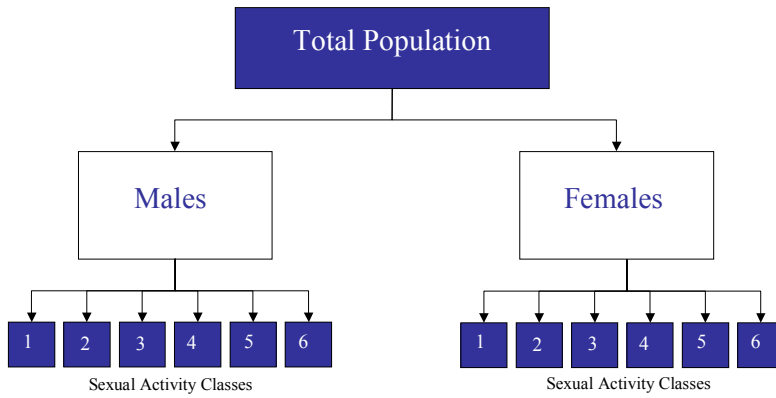 Total Population
Males Females
1 2 3 4 5 6 1 2 3 4 5 6
Sexual Activity Classes Sexual Activity Classes